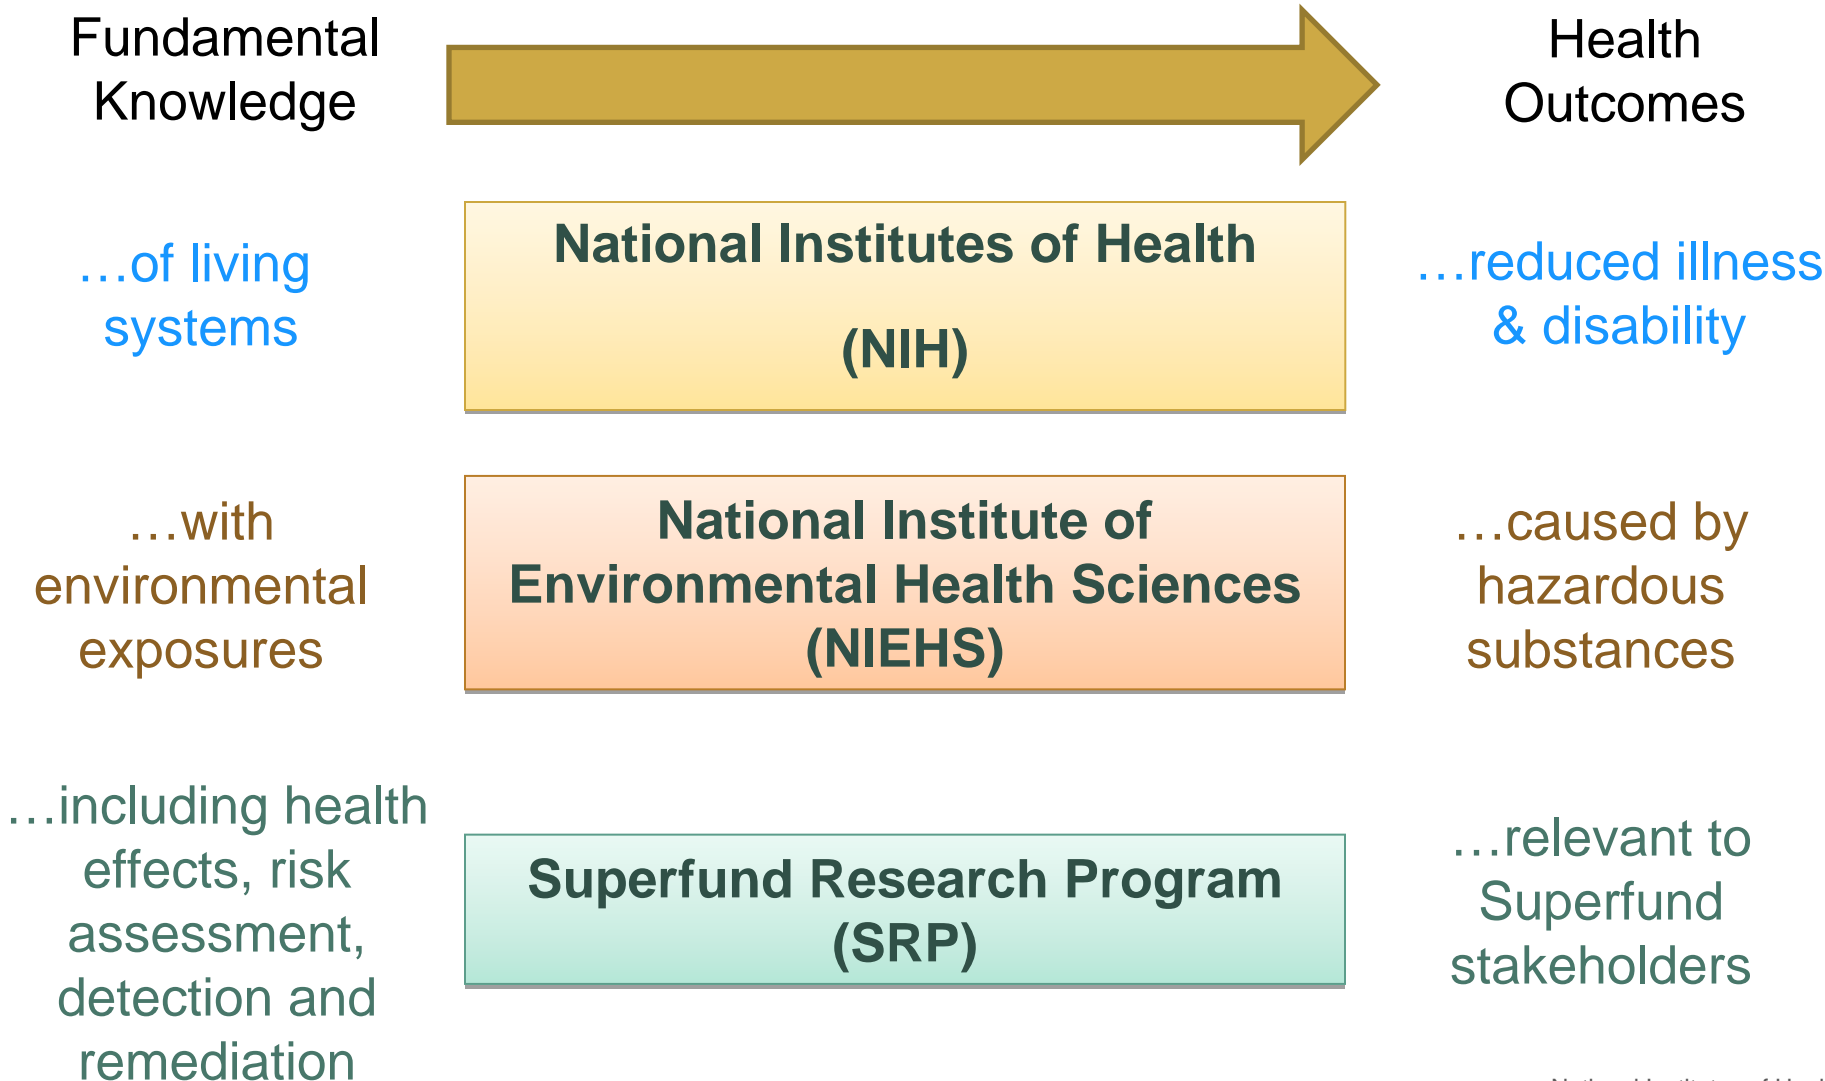 Fundamental
Knowledge
Health
Outcomes
…of living
systems
National Institutes of Health
(NIH)
…reduced illness
& disability
…with
environmental
exposures
National Institute of
Environmental Health Sciences
(NIEHS)
…caused by
hazardous
substances
…including health
effects, risk
assessment,
detection and
remediation
Superfund Research Program
(SRP)
…relevant to
Superfund
stakeholders